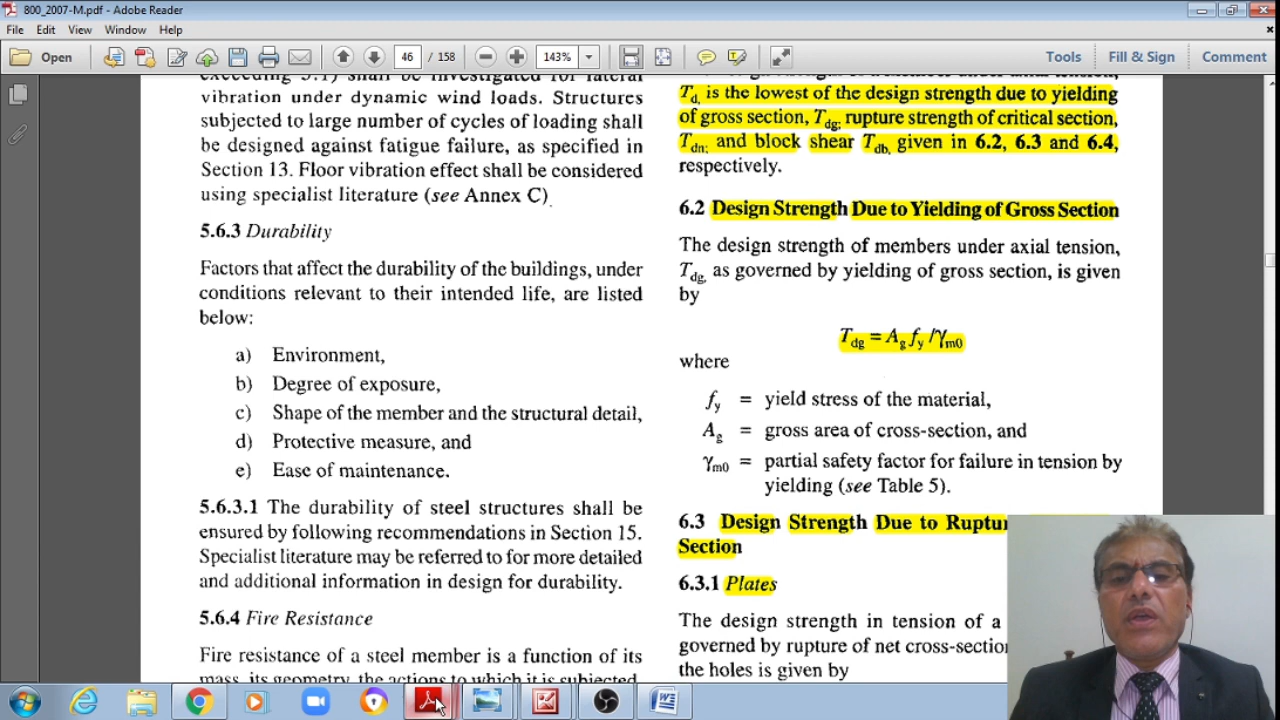 800_2007-M.pdf - Adobe Reader
File Edit View Window Help
Open 46 / 158 143% Tools Fill & Sign Comment
vibration under dynamic wind loads. Structures
subjected to large number of cycles of loading shall
be designed against fatigue failure, as specified in
Section 13. Floor vibration effect shall be considered
using specialist literature (see Annex C)
5.6.3 Durability
Factors that affect the durability of the buildings, under
conditions relevant to their intended life, are listed
below:
a) Environment,
b) Degree of exposure,
c) Shape of the member and the structural detail,
d) Protective measure, and
e) Ease of maintenance.
5.6.3.1 The durability of steel structures shall be
ensured by following recommendations in Section 15.
Specialist literature may be referred to for more detailed
and additional information in design for durability.
5.6.4 Fire Resistance
Fire resistance of a steel member is a function of its
mass, its geometry, the actions to which it is subjected,
Td, is the lowest of the design strength due to yielding
of gross section, Tdg; rupture strength of critical section,
Tdn; and block shear Tdb, given in 6.2, 6.3 and 6.4,
respectively.
6.2 Design Strength Due to Yielding of Gross Section
The design strength of members under axial tension,
Tdg, as governed by yielding of gross section, is given
by
Tdg = Ag fy /γm0
where
fy = yield stress of the material,
Ag = gross area of cross-section, and
γm0 = partial safety factor for failure in tension by
yielding (see Table 5).
6.3 Design Strength Due to
Section
6.3.1 Plates
The design strength in tension of a
governed by rupture of net
the holes is given by